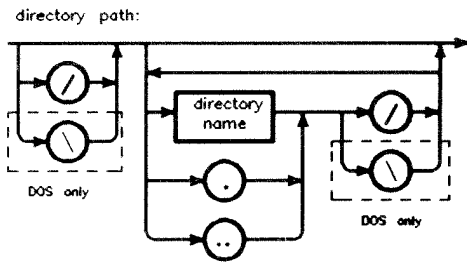 directory path:
/
\
DOS only
directory
name
.
..
/
\
DOS only